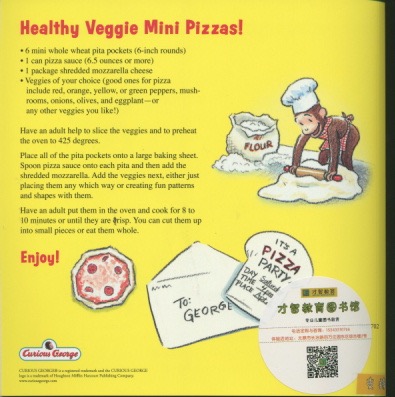 Healthy Veggie Mini Pizzas!
• 6 mini whole wheat pita pockets (6-inch rounds)
• 1 can pizza sauce (6.5 ounces or more)
• 1 package shredded mozzarella cheese
• Veggies of your choice (good ones for pizza
include red, orange, yellow, or green peppers, mush-
rooms, onions, olives, and eggplant—or
any other veggies you like!)
Have an adult help to slice the veggies and to preheat
the oven to 425 degrees.
Place all of the pita pockets onto a large baking sheet.
Spoon pizza sauce onto each pita and then add the
shredded mozzarella. Add the veggies next, either just
placing them any which way or creating fun patterns
and shapes with them.
Have an adult put them in the oven and cook for 8 to
10 minutes or until they are crisp. You can cut them up
into small pieces or eat them whole.
FLOUR
Enjoy!
IT'S A
PIZZA
PARTY
DAY
TIME
PLACE
TO:
GEORGE
才智教育图书馆
Curious George
CURIOUS GEORGE® is a registered trademark and the CURIOUS GEORGE
logo is a trademark of Houghton Mifflin Harcourt Publishing Company.
www.curiousgeorge.com